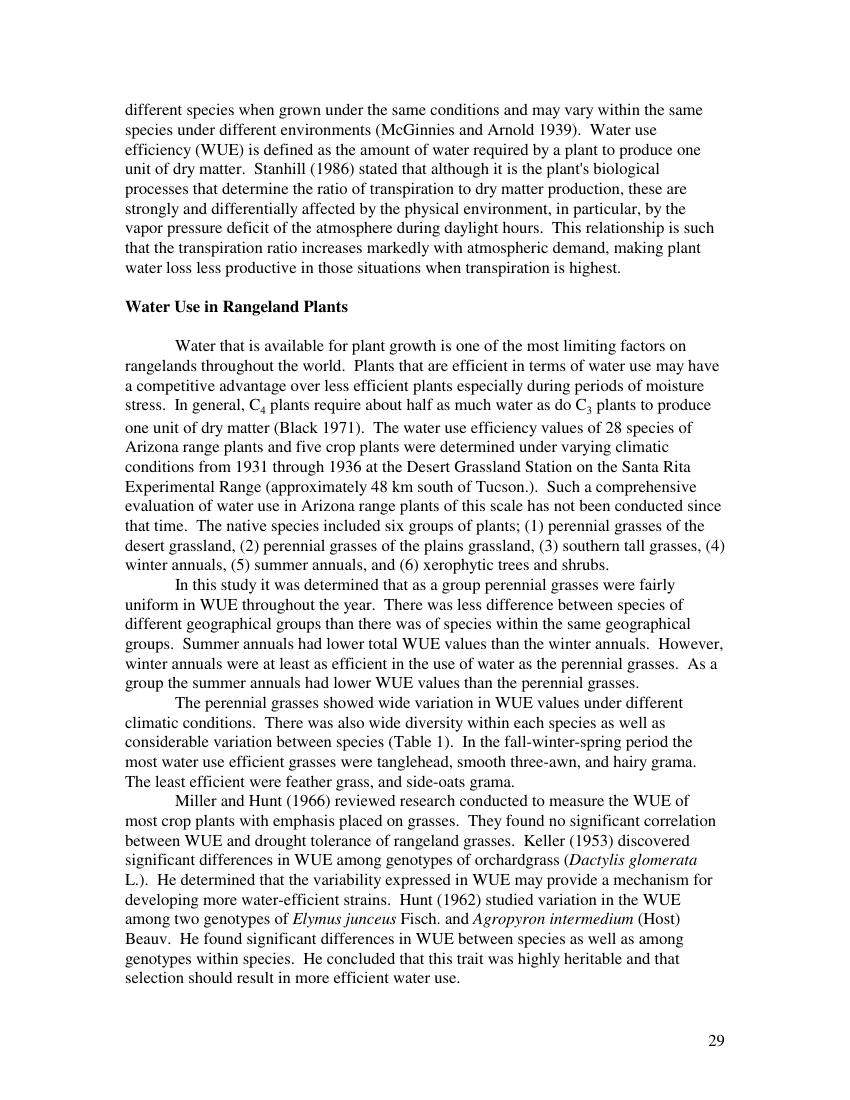 different species when grown under the same conditions and may vary within the same
species under different environments (McGinnies and Arnold 1939).  Water use
efficiency (WUE) is defined as the amount of water required by a plant to produce one
unit of dry matter.  Stanhill (1986) stated that although it is the plant's biological
processes that determine the ratio of transpiration to dry matter production, these are
strongly and differentially affected by the physical environment, in particular, by the
vapor pressure deficit of the atmosphere during daylight hours.  This relationship is such
that the transpiration ratio increases markedly with atmospheric demand, making plant
water loss less productive in those situations when transpiration is highest.
Water Use in Rangeland Plants
Water that is available for plant growth is one of the most limiting factors on
rangelands throughout the world.  Plants that are efficient in terms of water use may have
a competitive advantage over less efficient plants especially during periods of moisture
stress.  In general, C4 plants require about half as much water as do C3 plants to produce
one unit of dry matter (Black 1971).  The water use efficiency values of 28 species of
Arizona range plants and five crop plants were determined under varying climatic
conditions from 1931 through 1936 at the Desert Grassland Station on the Santa Rita
Experimental Range (approximately 48 km south of Tucson.).  Such a comprehensive
evaluation of water use in Arizona range plants of this scale has not been conducted since
that time.  The native species included six groups of plants; (1) perennial grasses of the
desert grassland, (2) perennial grasses of the plains grassland, (3) southern tall grasses, (4)
winter annuals, (5) summer annuals, and (6) xerophytic trees and shrubs.
In this study it was determined that as a group perennial grasses were fairly
uniform in WUE throughout the year.  There was less difference between species of
different geographical groups than there was of species within the same geographical
groups.  Summer annuals had lower total WUE values than the winter annuals.  However,
winter annuals were at least as efficient in the use of water as the perennial grasses.  As a
group the summer annuals had lower WUE values than the perennial grasses.
The perennial grasses showed wide variation in WUE values under different
climatic conditions.  There was also wide diversity within each species as well as
considerable variation between species (Table 1).  In the fall-winter-spring period the
most water use efficient grasses were tanglehead, smooth three-awn, and hairy grama.
The least efficient were feather grass, and side-oats grama.
Miller and Hunt (1966) reviewed research conducted to measure the WUE of
most crop plants with emphasis placed on grasses.  They found no significant correlation
between WUE and drought tolerance of rangeland grasses.  Keller (1953) discovered
significant differences in WUE among genotypes of orchardgrass (Dactylis glomerata
L.).  He determined that the variability expressed in WUE may provide a mechanism for
developing more water-efficient strains.  Hunt (1962) studied variation in the WUE
among two genotypes of Elymus junceus Fisch. and Agropyron intermedium (Host)
Beauv.  He found significant differences in WUE between species as well as among
genotypes within species.  He concluded that this trait was highly heritable and that
selection should result in more efficient water use.
29